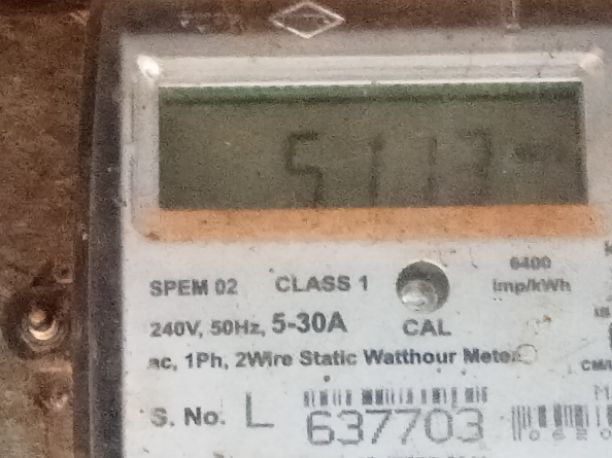 5113
6400
SPEM 02 CLASS 1 imp/kWh
240V, 50Hz, 5-30A CAL
ac, 1Ph, 2Wire Static Watthour Meter
S. No. L 637703